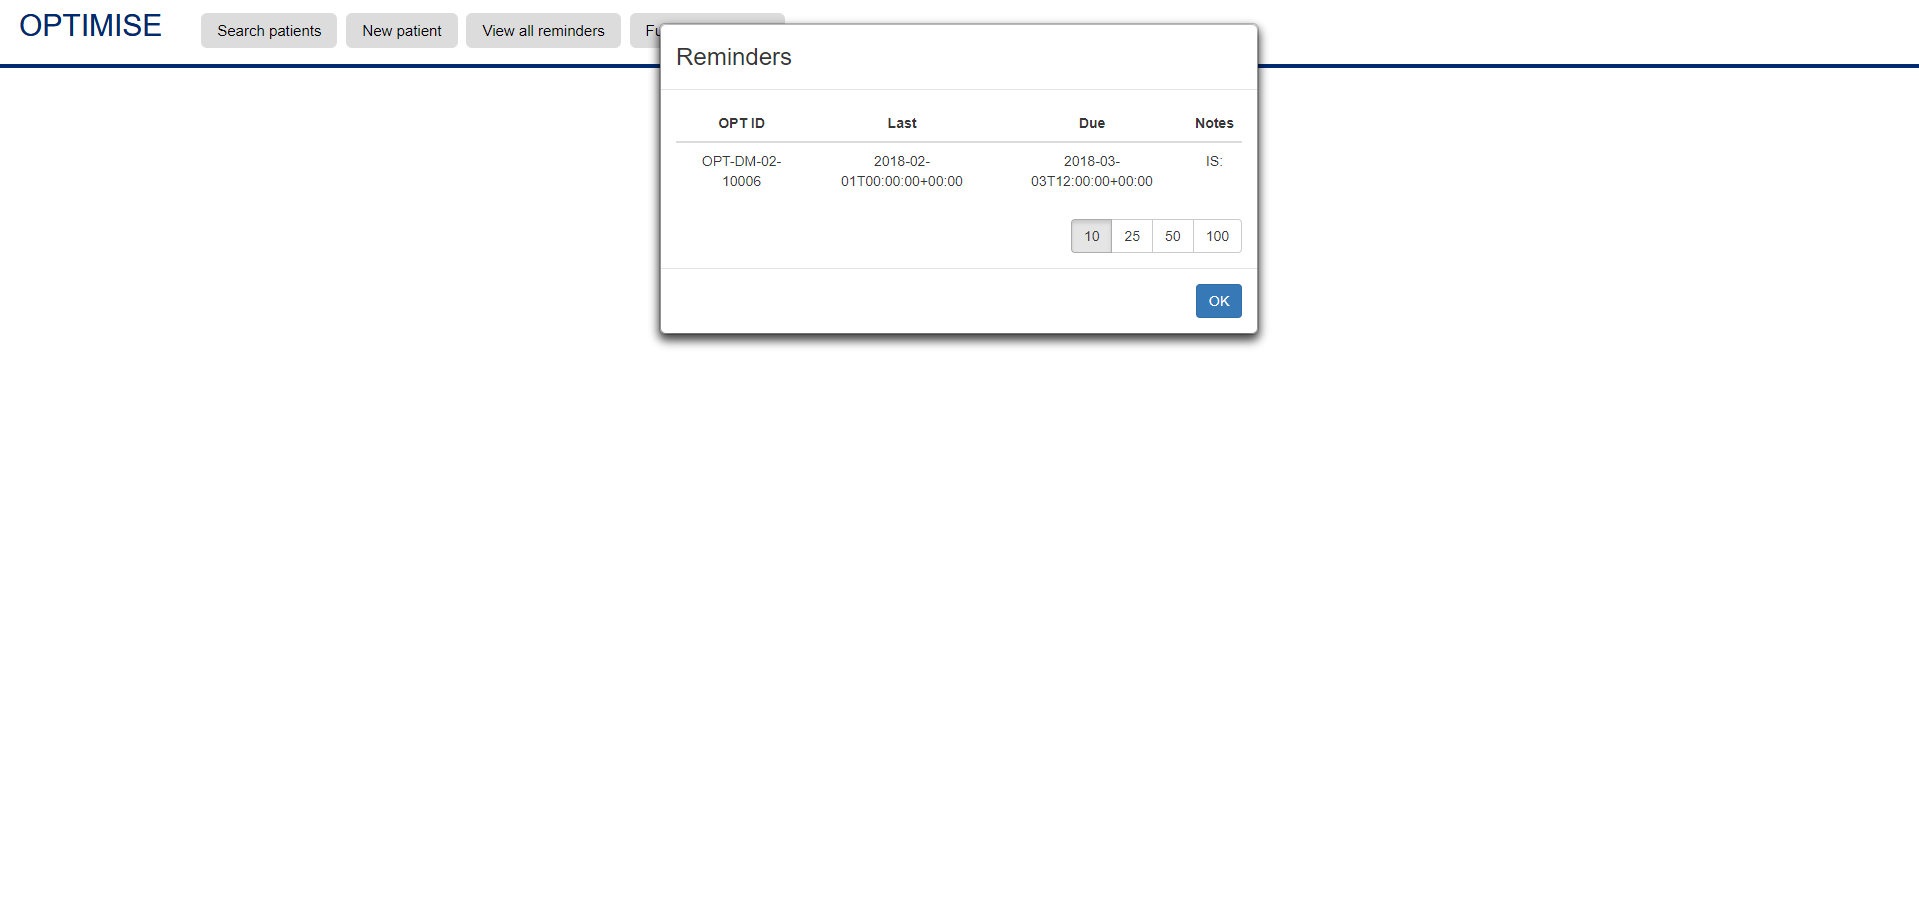 OPTIMISE
Search patients
New patient
View all reminders
Reminders
OPT ID Last Due Notes
OPT-DM-02- 2018-02- 2018-03- IS:
10006 01T00:00:00+00:00 03T12:00:00+00:00
10 25 50 100
OK